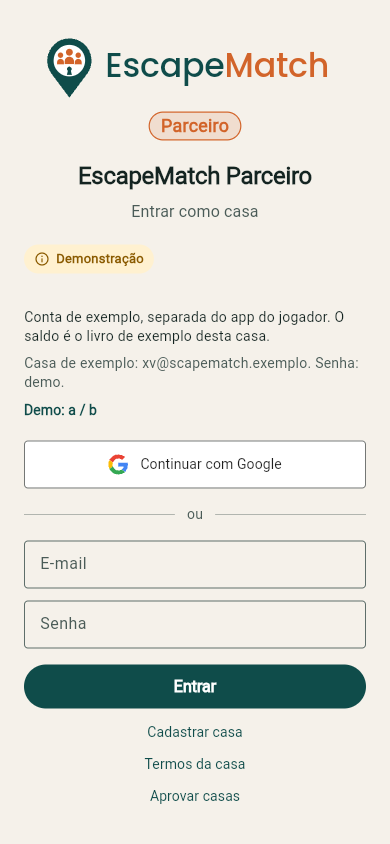 EscapeMatch
Parceiro
EscapeMatch Parceiro
Entrar como casa
Demonstração
Conta de exemplo, separada do app do jogador. O
saldo é o livro de exemplo desta casa.
Casa de exemplo: xv@scapematch.exemplo. Senha:
demo.
Demo: a / b
Continuar com Google
ou
E-mail
Senha
Entrar
Cadastrar casa
Termos da casa
Aprovar casas